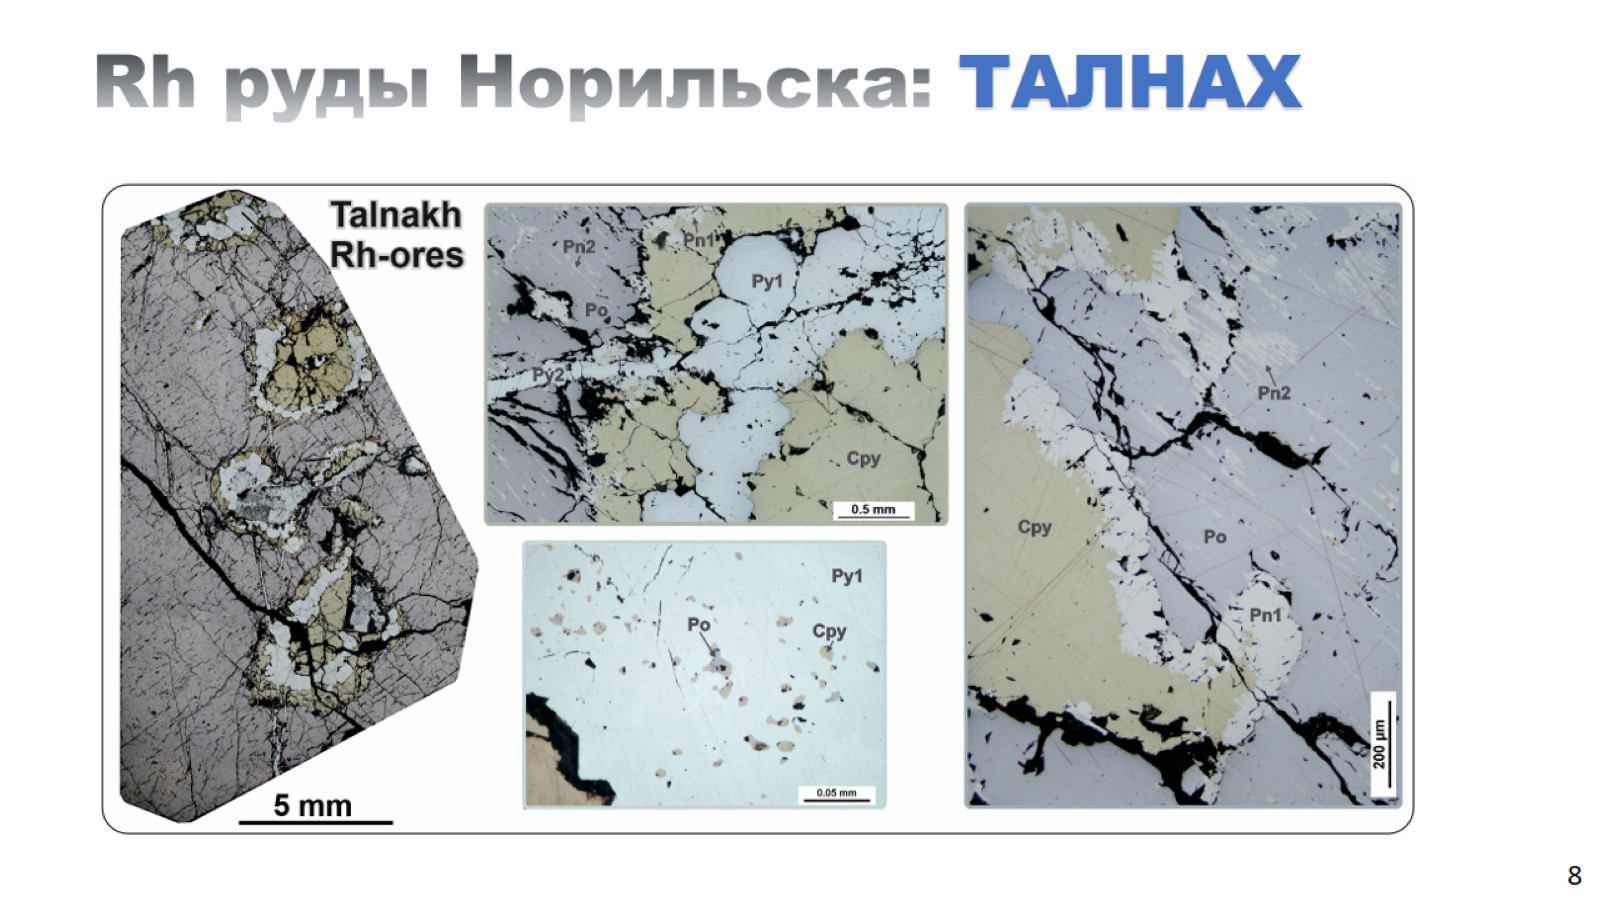 Rh руды Норильска: ТАЛНАХ
Talnakh
Rh-ores
5 mm
Pn2
Pn1
Py1
Po
Py2
Cpy
0.5 mm
Py1
Po
Cpy
0.05 mm
Pn2
Cpy
Po
Pn1
200 µm
8